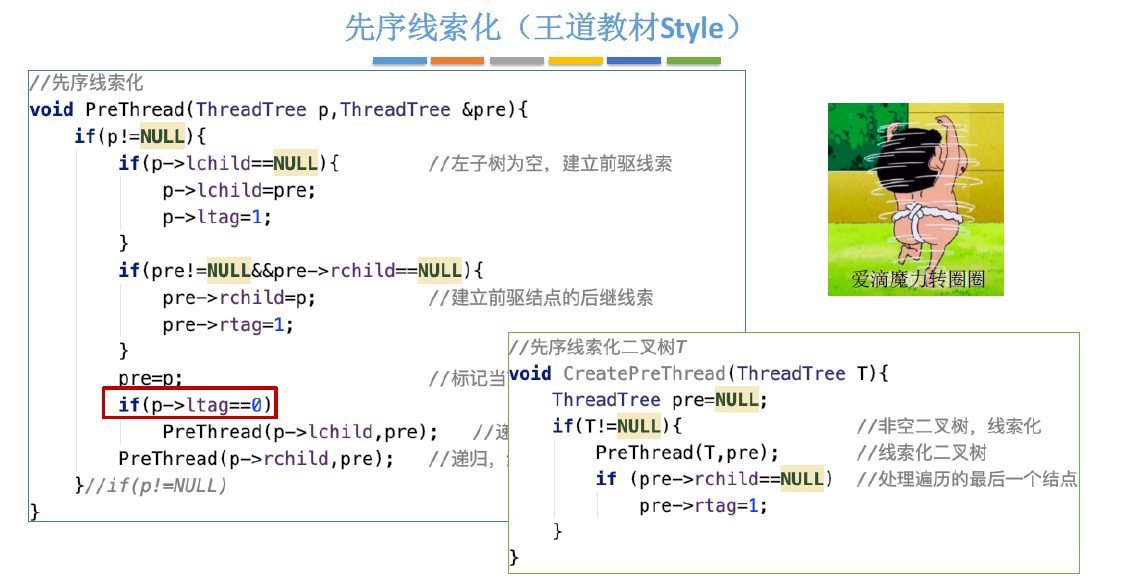 先序线索化（王道教材Style）
//先序线索化
void PreThread(ThreadTree p,ThreadTree &pre){
if(p!=NULL){
if(p->lchild==NULL){ //左子树为空，建立前驱线索
p->lchild=pre;
p->ltag=1;
}
if(pre!=NULL&&pre->rchild==NULL){
pre->rchild=p; //建立前驱结点的后继线索
pre->rtag=1;
}
pre=p; //标记当
if(p->ltag==0)
PreThread(p->lchild,pre); //递
PreThread(p->rchild,pre); //递归，
}//if(p!=NULL)
}
爱滴魔力转圈圈
//先序线索化二叉树T
void CreatePreThread(ThreadTree T){
ThreadTree pre=NULL;
if(T!=NULL){ //非空二叉树，线索化
PreThread(T,pre); //线索化二叉树
if (pre->rchild==NULL) //处理遍历的最后一个结点
pre->rtag=1;
}
}